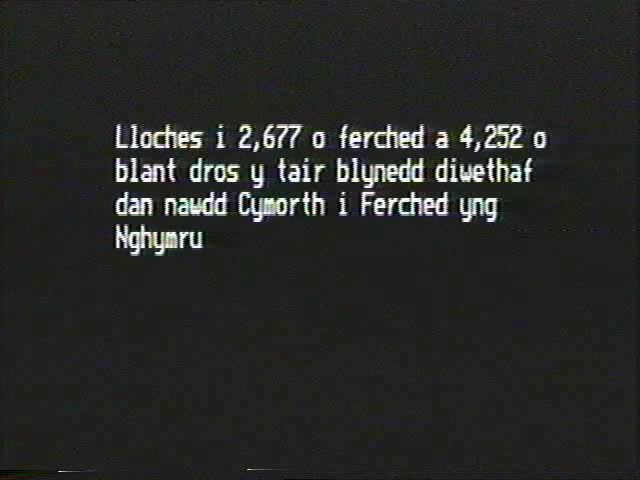 Lloches i 2,677 o ferched a 4,252 o
blant dros y tair blynedd diwethaf
dan nawdd Cymorth i Ferched yng
Nghymru